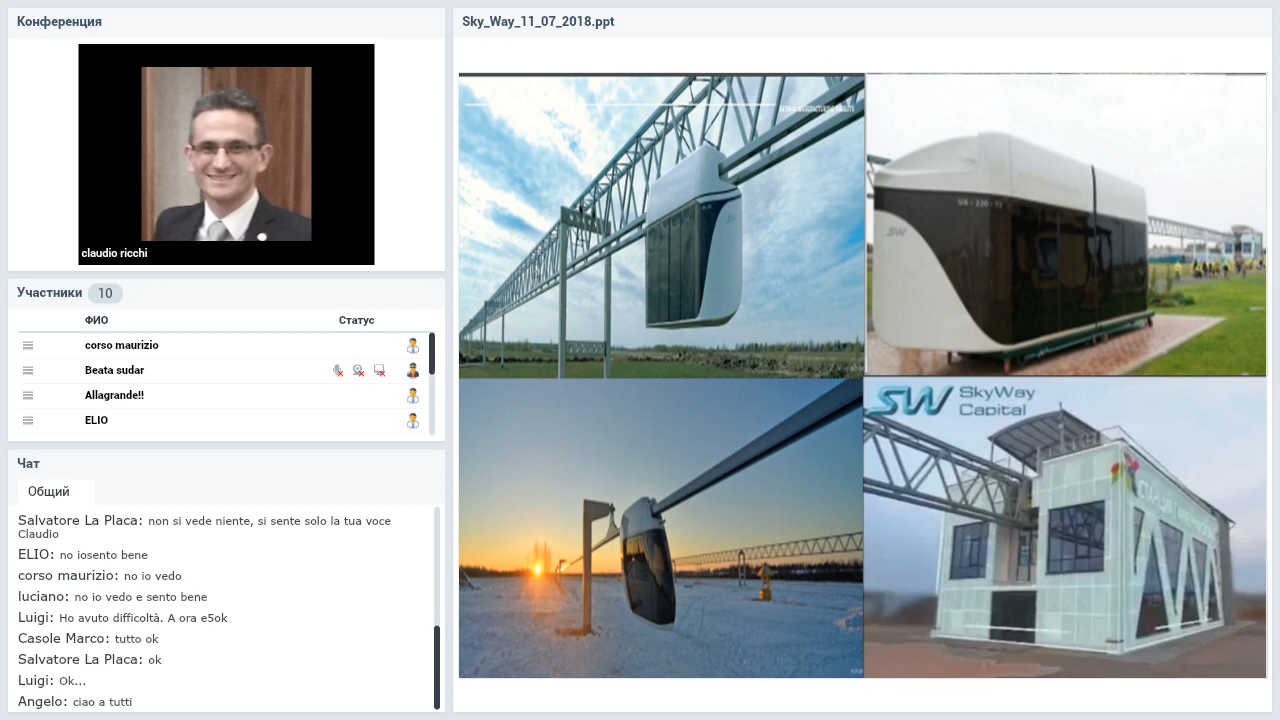 Конференция
claudio ricchi
Участники 10
ФИО Статус
corso maurizio
Beata sudar
Allagrande!!
ELIO
Чат
Общий
Salvatore La Placa: non si vede niente, si sente solo la tua voce
Claudio
ELIO: no iosento bene
corso maurizio: no io vedo
luciano: no io vedo e sento bene
Luigi: Ho avuto difficoltà. A ora e5ok
Casole Marco: tutto ok
Salvatore La Placa: ok
Luigi: Ok...
Angelo: ciao a tutti
Sky_Way_11_07_2018.ppt
SW
SW SkyWay
Capital